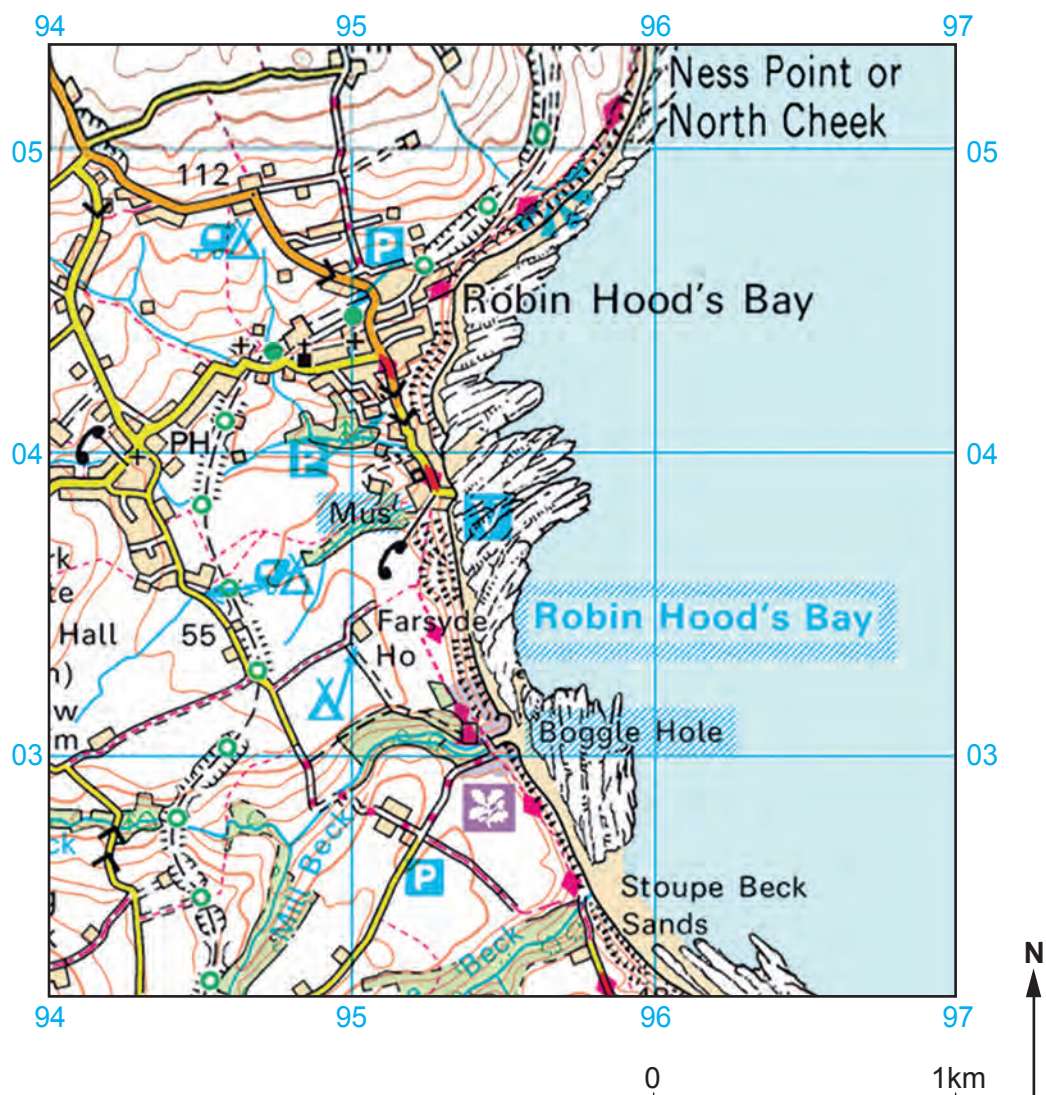 94 95 96 97
Ness Point or
North Cheek
05 05
112
P
Robin Hood's Bay
PH
04 04
P
Mus
Robin Hood's Bay
Hall 55
Farsyde
Ho
Boggle Hole
03 03
Mill Beck
P
Stoupe Beck
Sands
Beck
94 95 96 97
N
0 1km